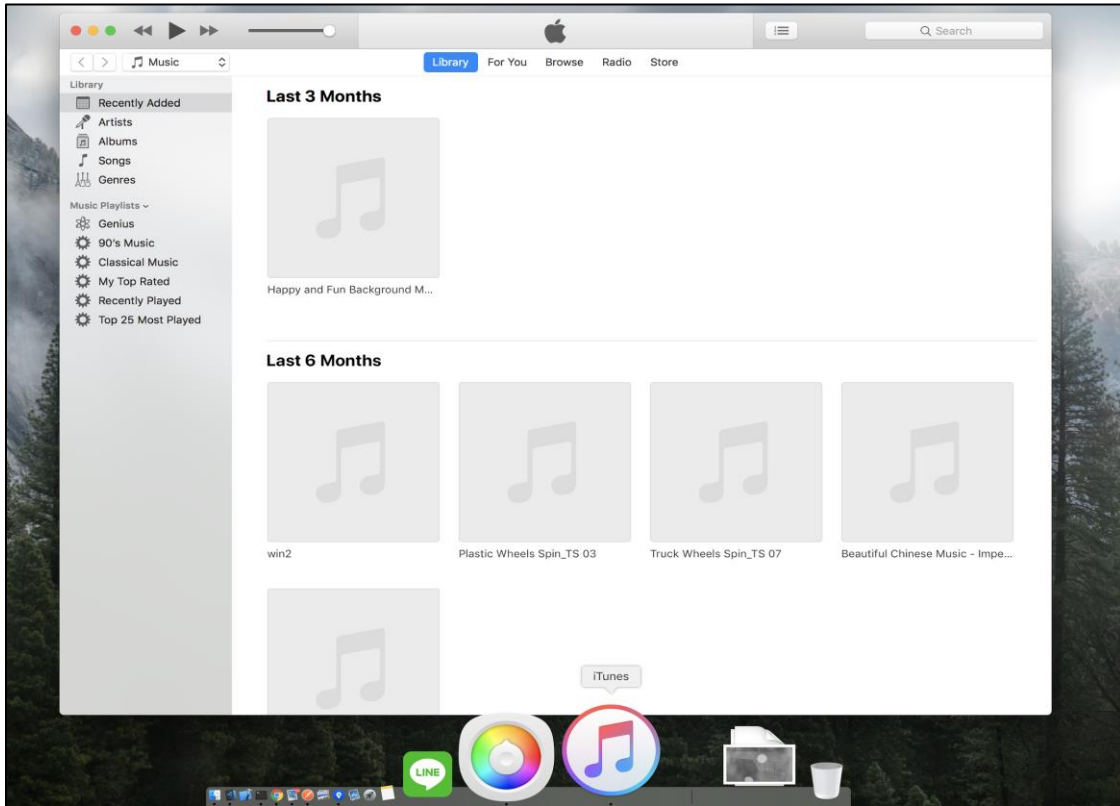 Search
Music
Library For You Browse Radio Store
Library
Recently Added
Artists
Albums
Songs
Genres
Music Playlists
Genius
90's Music
Classical Music
My Top Rated
Recently Played
Top 25 Most Played
Last 3 Months
Happy and Fun Background M...
Last 6 Months
win2 Plastic Wheels Spin_TS 03 Truck Wheels Spin_TS 07 Beautiful Chinese Music - Impe...
iTunes
LINE